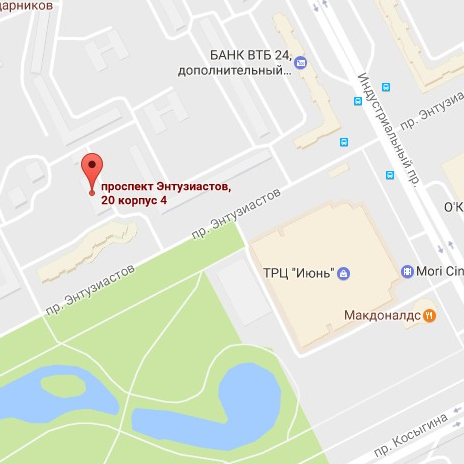 дарников
БАНК ВТБ 24,
дополнительный...
Индустриальный пр.
пр. Энтузиастов
проспект Энтузиастов,
20 корпус 4
пр. Энтузиастов
О'К
пр. Энтузиастов
ТРЦ "Июнь"
Mori Cin
Макдоналдс
пр. Косыгина